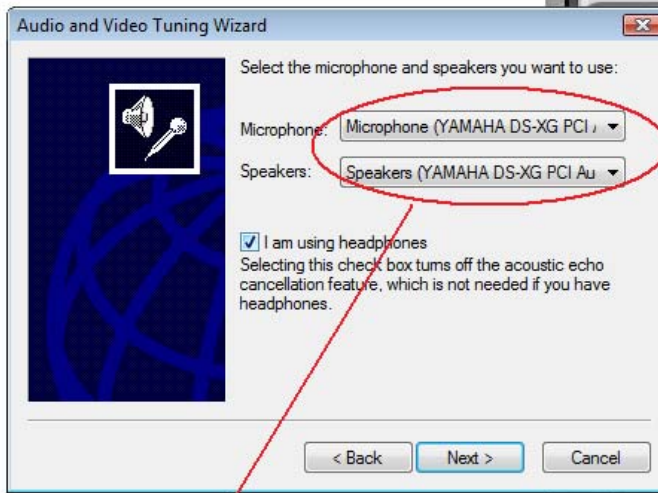 Audio and Video Tuning Wizard
Select the microphone and speakers you want to use:
Microphone: Microphone (YAMAHA DS-XG PCI /
Speakers: Speakers (YAMAHA DS-XG PCI Au
I am using headphones
Selecting this check box turns off the acoustic echo
cancellation feature, which is not needed if you have
headphones.
< Back Next > Cancel